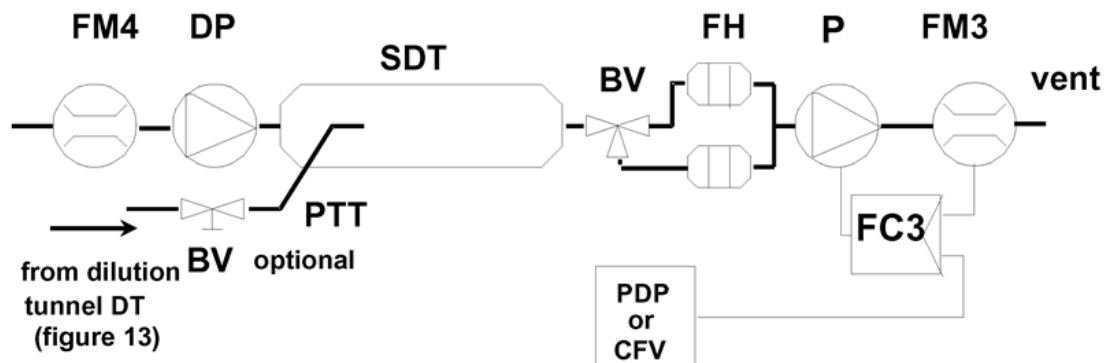 FM4 DP SDT BV FH P FM3 vent
PTT
FC3
BV optional
from dilution
tunnel DT
(figure 13)
PDP
or
CFV